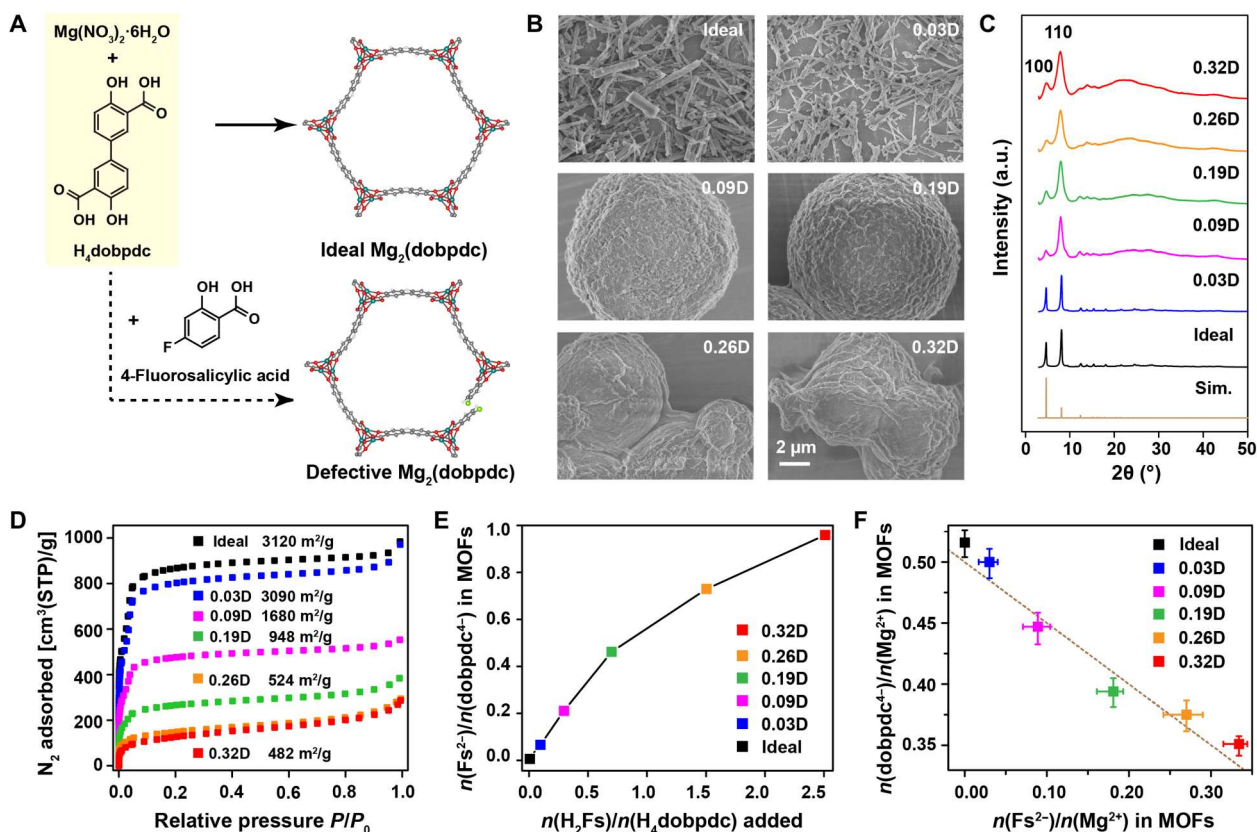 A
Mg(NO₃)₂·6H₂O
+
OH
OH
O
O
OH
OH
H₄dobpdc
+
OH
OH
O
F
4-Fluorosalicylic acid
Ideal Mg₂(dobpdc)
Defective Mg₂(dobpdc)
B
Ideal
0.03D
0.09D
0.19D
0.26D
0.32D
2 μm
C
Intensity (a.u.)
110
100
0.32D
0.26D
0.19D
0.09D
0.03D
Ideal
Sim.
0
10
20
30
40
50
2θ (°)
D
N₂ adsorbed [cm³(STP)/g]
1000
800
600
400
200
0
Ideal 3120 m²/g
0.03D 3090 m²/g
0.09D 1680 m²/g
0.19D 948 m²/g
0.26D 524 m²/g
0.32D 482 m²/g
0.0
0.2
0.4
0.6
0.8
1.0
Relative pressure P/P₀
E
n(Fs²⁻)/n(dobpdc⁴⁻) in MOFs
1.0
0.8
0.6
0.4
0.2
0.0
0.32D
0.26D
0.19D
0.09D
0.03D
Ideal
0.0
0.5
1.0
1.5
2.0
2.5
n(H₂Fs)/n(H₄dobpdc) added
F
n(dobpdc⁴⁻)/n(Mg²⁺) in MOFs
0.50
0.45
0.40
0.35
Ideal
0.03D
0.09D
0.19D
0.26D
0.32D
0.00
0.10
0.20
0.30
n(Fs²⁻)/n(Mg²⁺) in MOFs